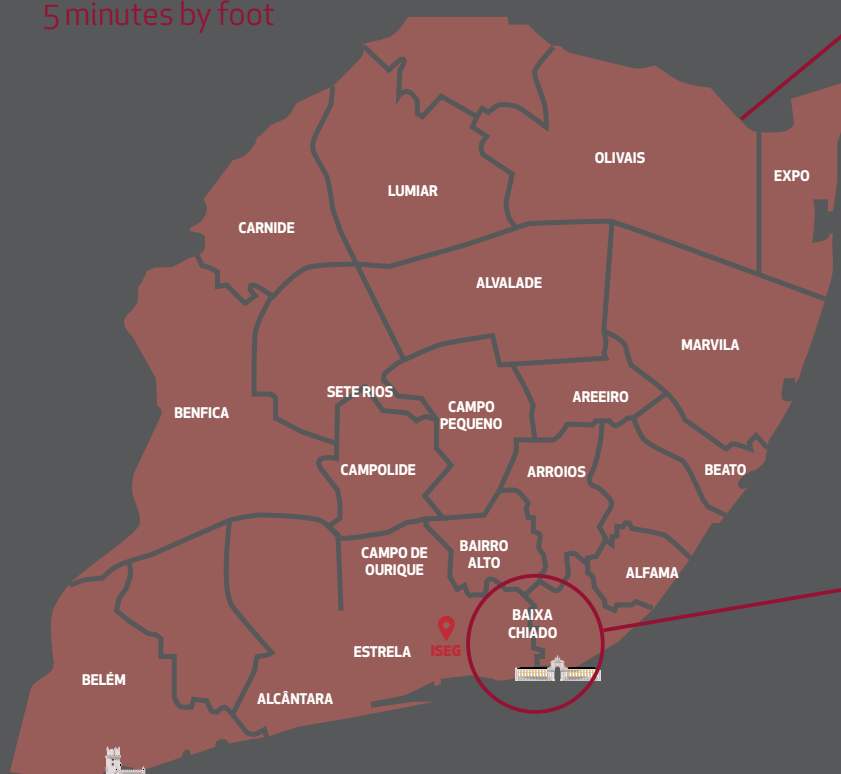 5 minutes by foot
OLIVAIS
EXPO
LUMIAR
CARNIDE
ALVALADE
MARVILA
SETE RIOS
AREEIRO
CAMPO
PEQUENO
BENFICA
CAMPOLIDE
ARROIOS
BEATO
BAIRRO
ALTO
CAMPO DE
OURIQUE
ALFAMA
BAIXA
CHIADO
ESTRELA
ISEG
BELÉM
ALCÂNTARA